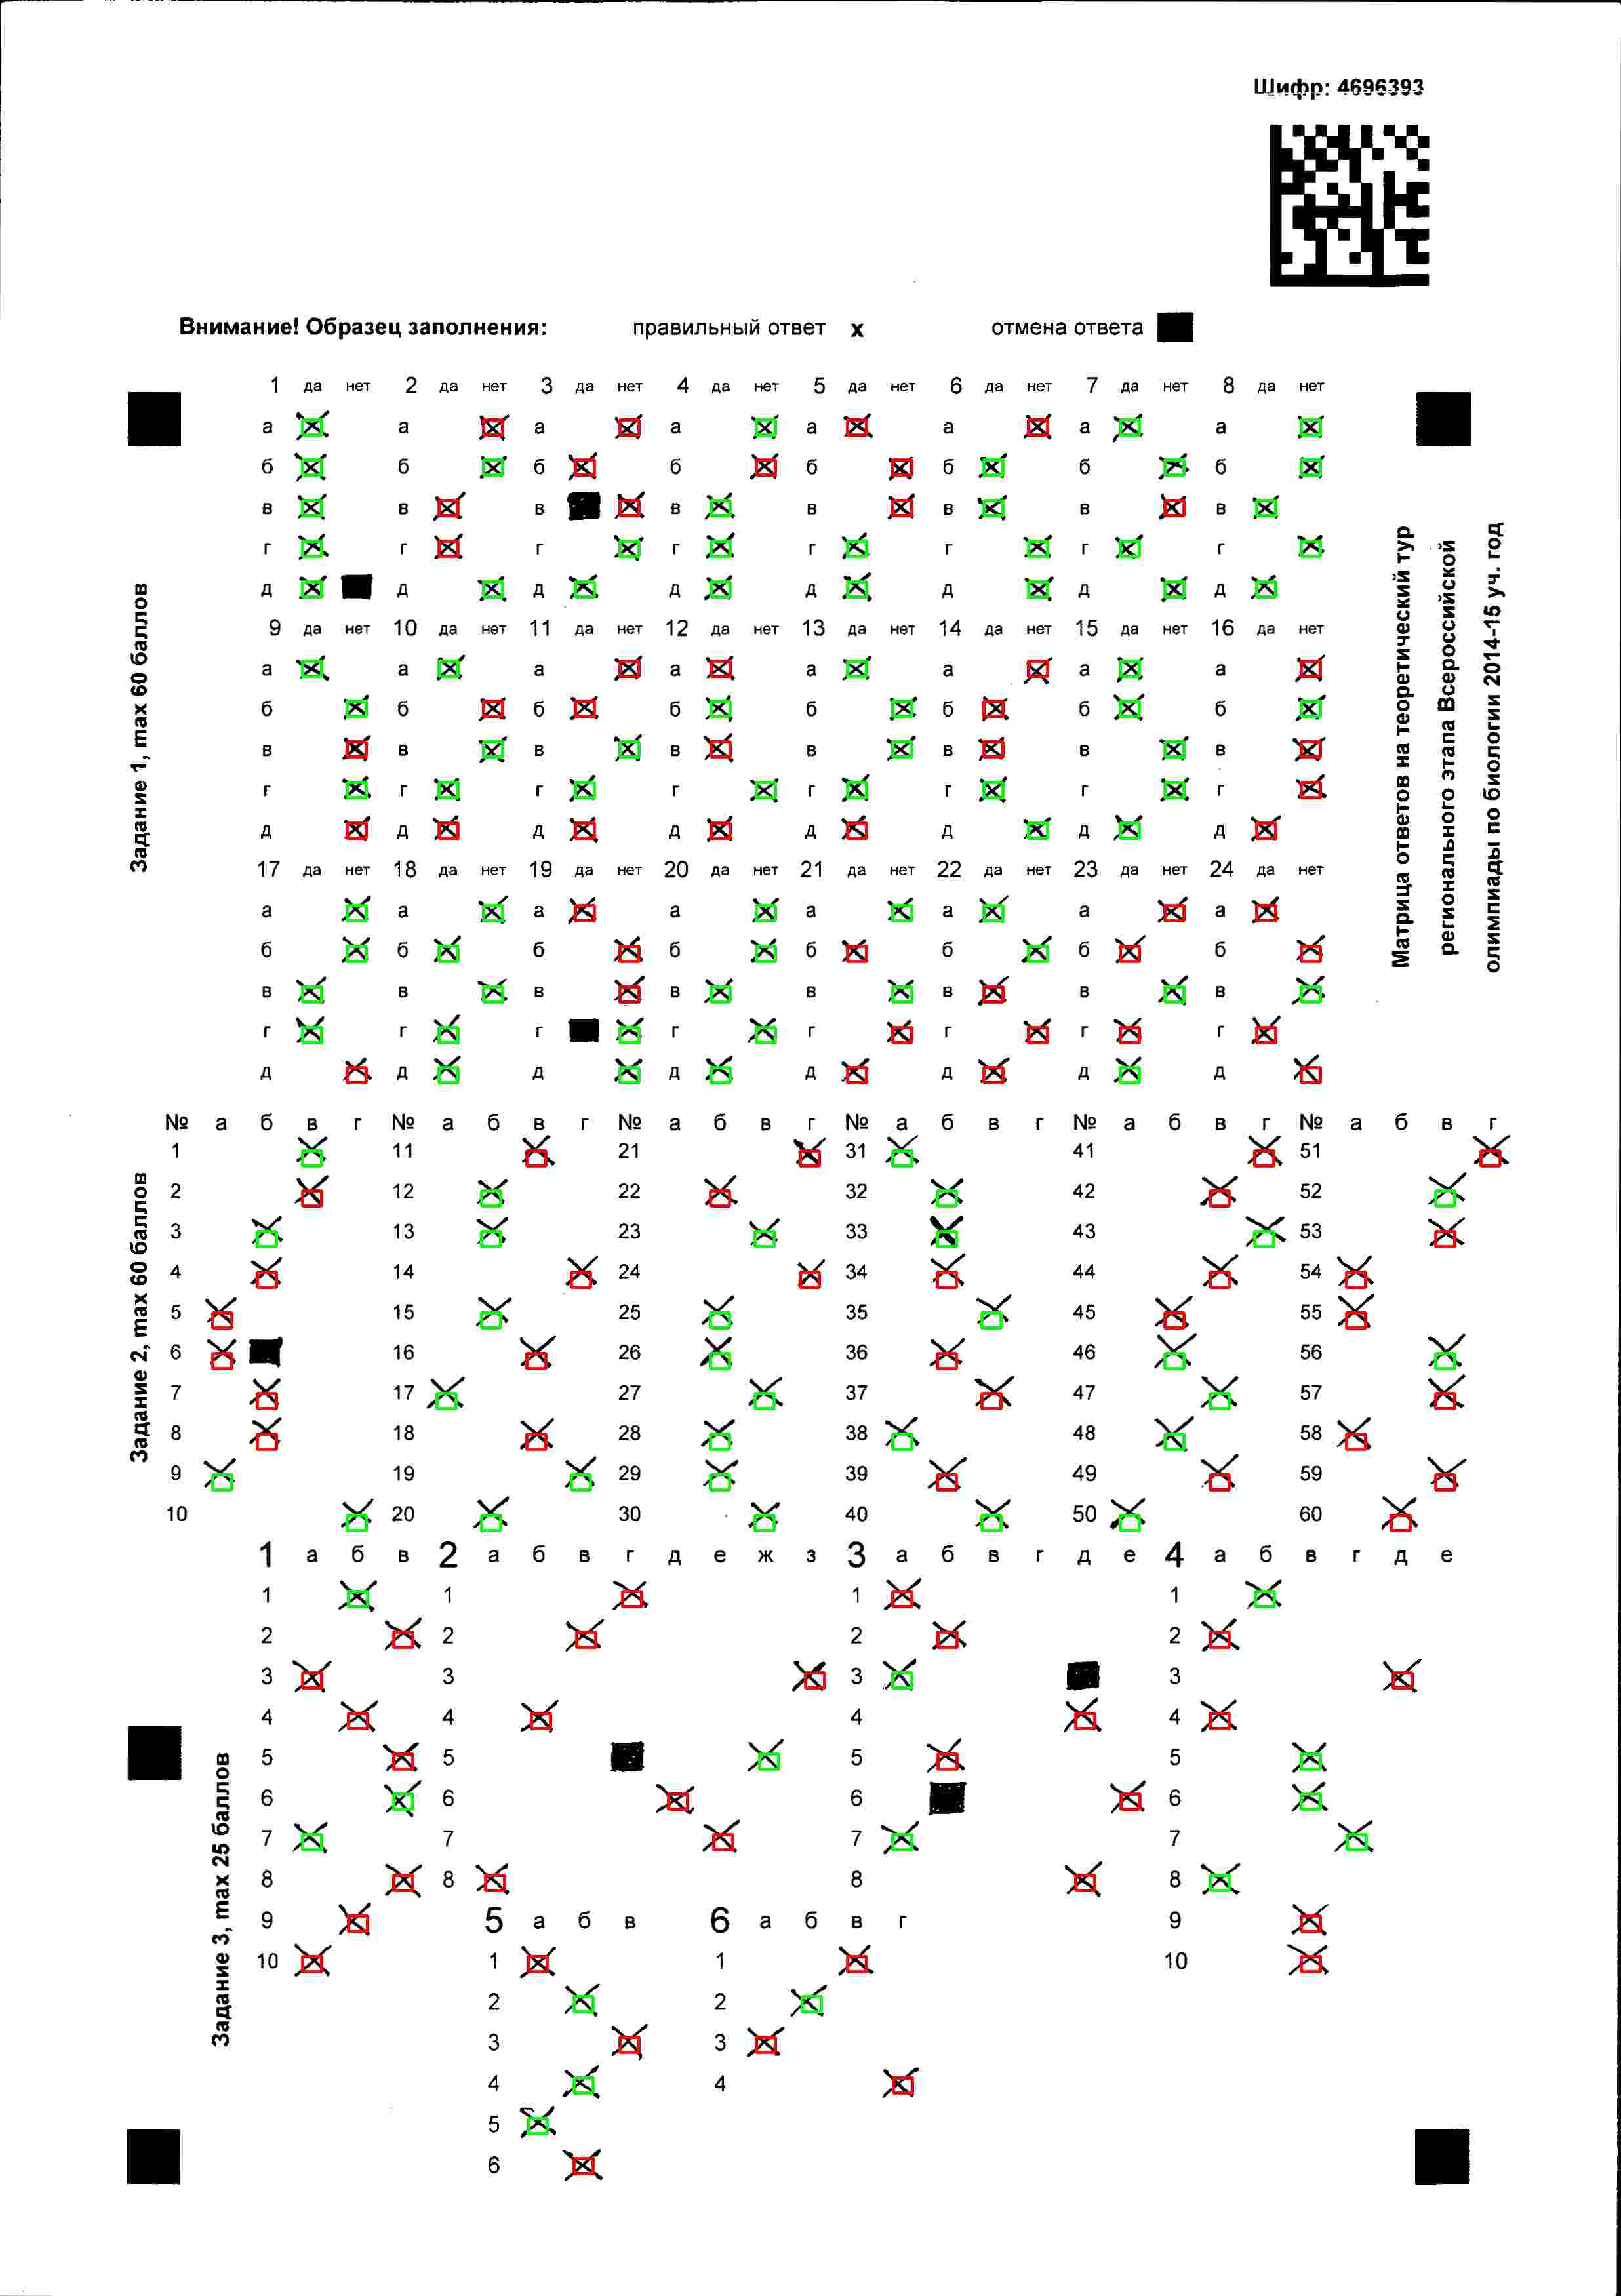 Шифр: 4696393
Внимание! Образец заполнения: правильный ответ х отмена ответа
Задание 1, max 60 баллов
1 да нет 2 да нет 3 да нет 4 да нет 5 да нет 6 да нет 7 да нет 8 да нет
а а а а а а а а
б б б б б б б б
в в в в в в в в
г г г г г г г г
д д д д д д д д
9 да нет 10 да нет 11 да нет 12 да нет 13 да нет 14 да нет 15 да нет 16 да нет
а а а а а а а а
б б б б б б б б
в в в в в в в в
г г г г г г г г
д д д д д д д д
17 да нет 18 да нет 19 да нет 20 да нет 21 да нет 22 да нет 23 да нет 24 да нет
а а а а а а а а
б б б б б б б б
в в в в в в в в
г г г г г г г г
д д д д д д д д
Матрица ответов на теоретический тур
регионального этапа Всероссийской
олимпиады по биологии 2014-15 уч. год
Задание 2, max 60 баллов
№ а б в г № а б в г № а б в г № а б в г № а б в г № а б в г
1 11 21 31 41 51
2 12 22 32 42 52
3 13 23 33 43 53
4 14 24 34 44 54
5 15 25 35 45 55
6 16 26 36 46 56
7 17 27 37 47 57
8 18 28 38 48 58
9 19 29 39 49 59
10 20 30 40 50 60
Задание 3, max 25 баллов
1 а б в 2 а б в г д е ж з 3 а б в г д е 4 а б в г д е
1 1 1 1
2 2 2 2
3 3 3 3
4 4 4 4
5 5 5 5
6 6 6 6
7 7 7 7
8 8 8 8
9 5 а б в 6 а б в г 9
10 1 1 10
2 2
3 3
4 4
5
6